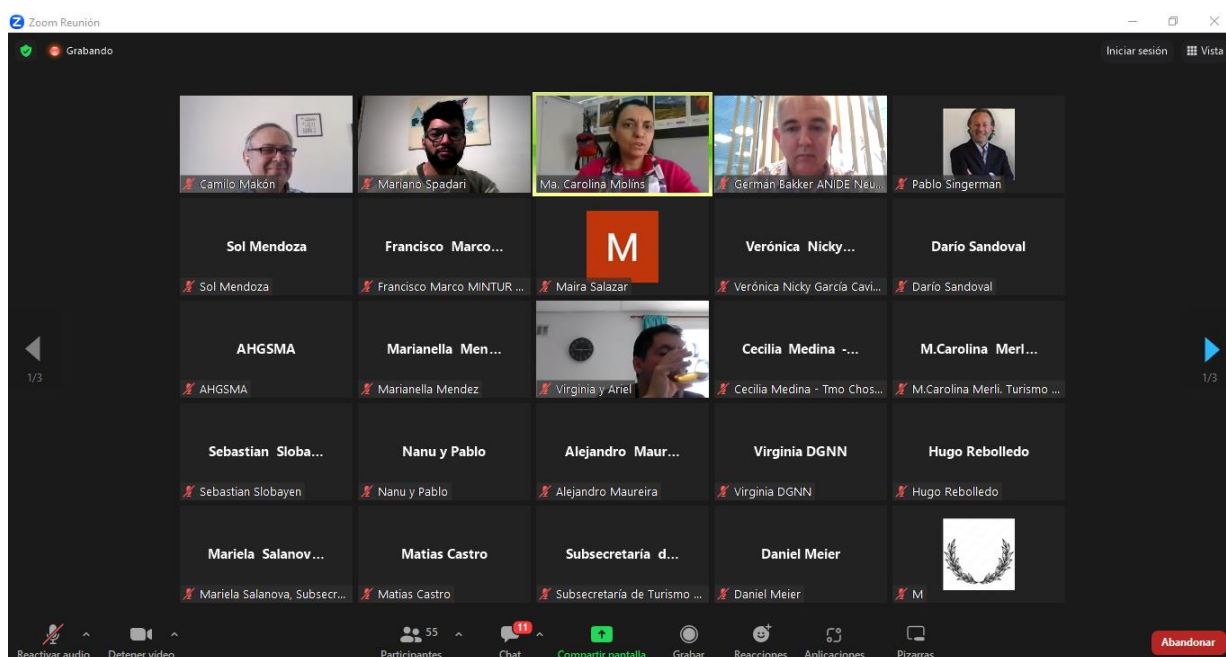 Zoom Reunión
Grabando
Iniciar sesión
Vista
Camilo Makón
Mariano Spadari
Ma. Carolina Molíns
Germán Bakker ANIDE Neu...
Pablo Singerman
Sol Mendoza
Francisco Marco...
M
Verónica Nicky...
Darío Sandoval
Sol Mendoza
Francisco Marco MINTUR ...
Maira Salazar
Verónica Nicky García Cavi...
Darío Sandoval
AHGSMA
Marianella Men...
Cecilia Medina -...
M.Carolina Merl...
1/3
1/3
AHGSMA
Marianella Mendez
Virginia y Ariel
Cecilia Medina - Tmo Chos...
M.Carolina Merli. Turismo ...
Sebastian Sloba...
Nanu y Pablo
Alejandro Maur...
Virginia DGNN
Hugo Rebolledo
Sebastian Slobayen
Nanu y Pablo
Alejandro Maureira
Virginia DGNN
Hugo Rebolledo
Mariela Salanov...
Matias Castro
Subsecretaría d...
Daniel Meier
Mariela Salanova, Subsecr...
Matias Castro
Subsecretaría de Turismo ...
Daniel Meier
M
55
11
Reactivar audio
Detener vídeo
Participantes
Chat
Compartir pantalla
Grabar
Reacciones
Aplicaciones
Pizarras
Abandonar